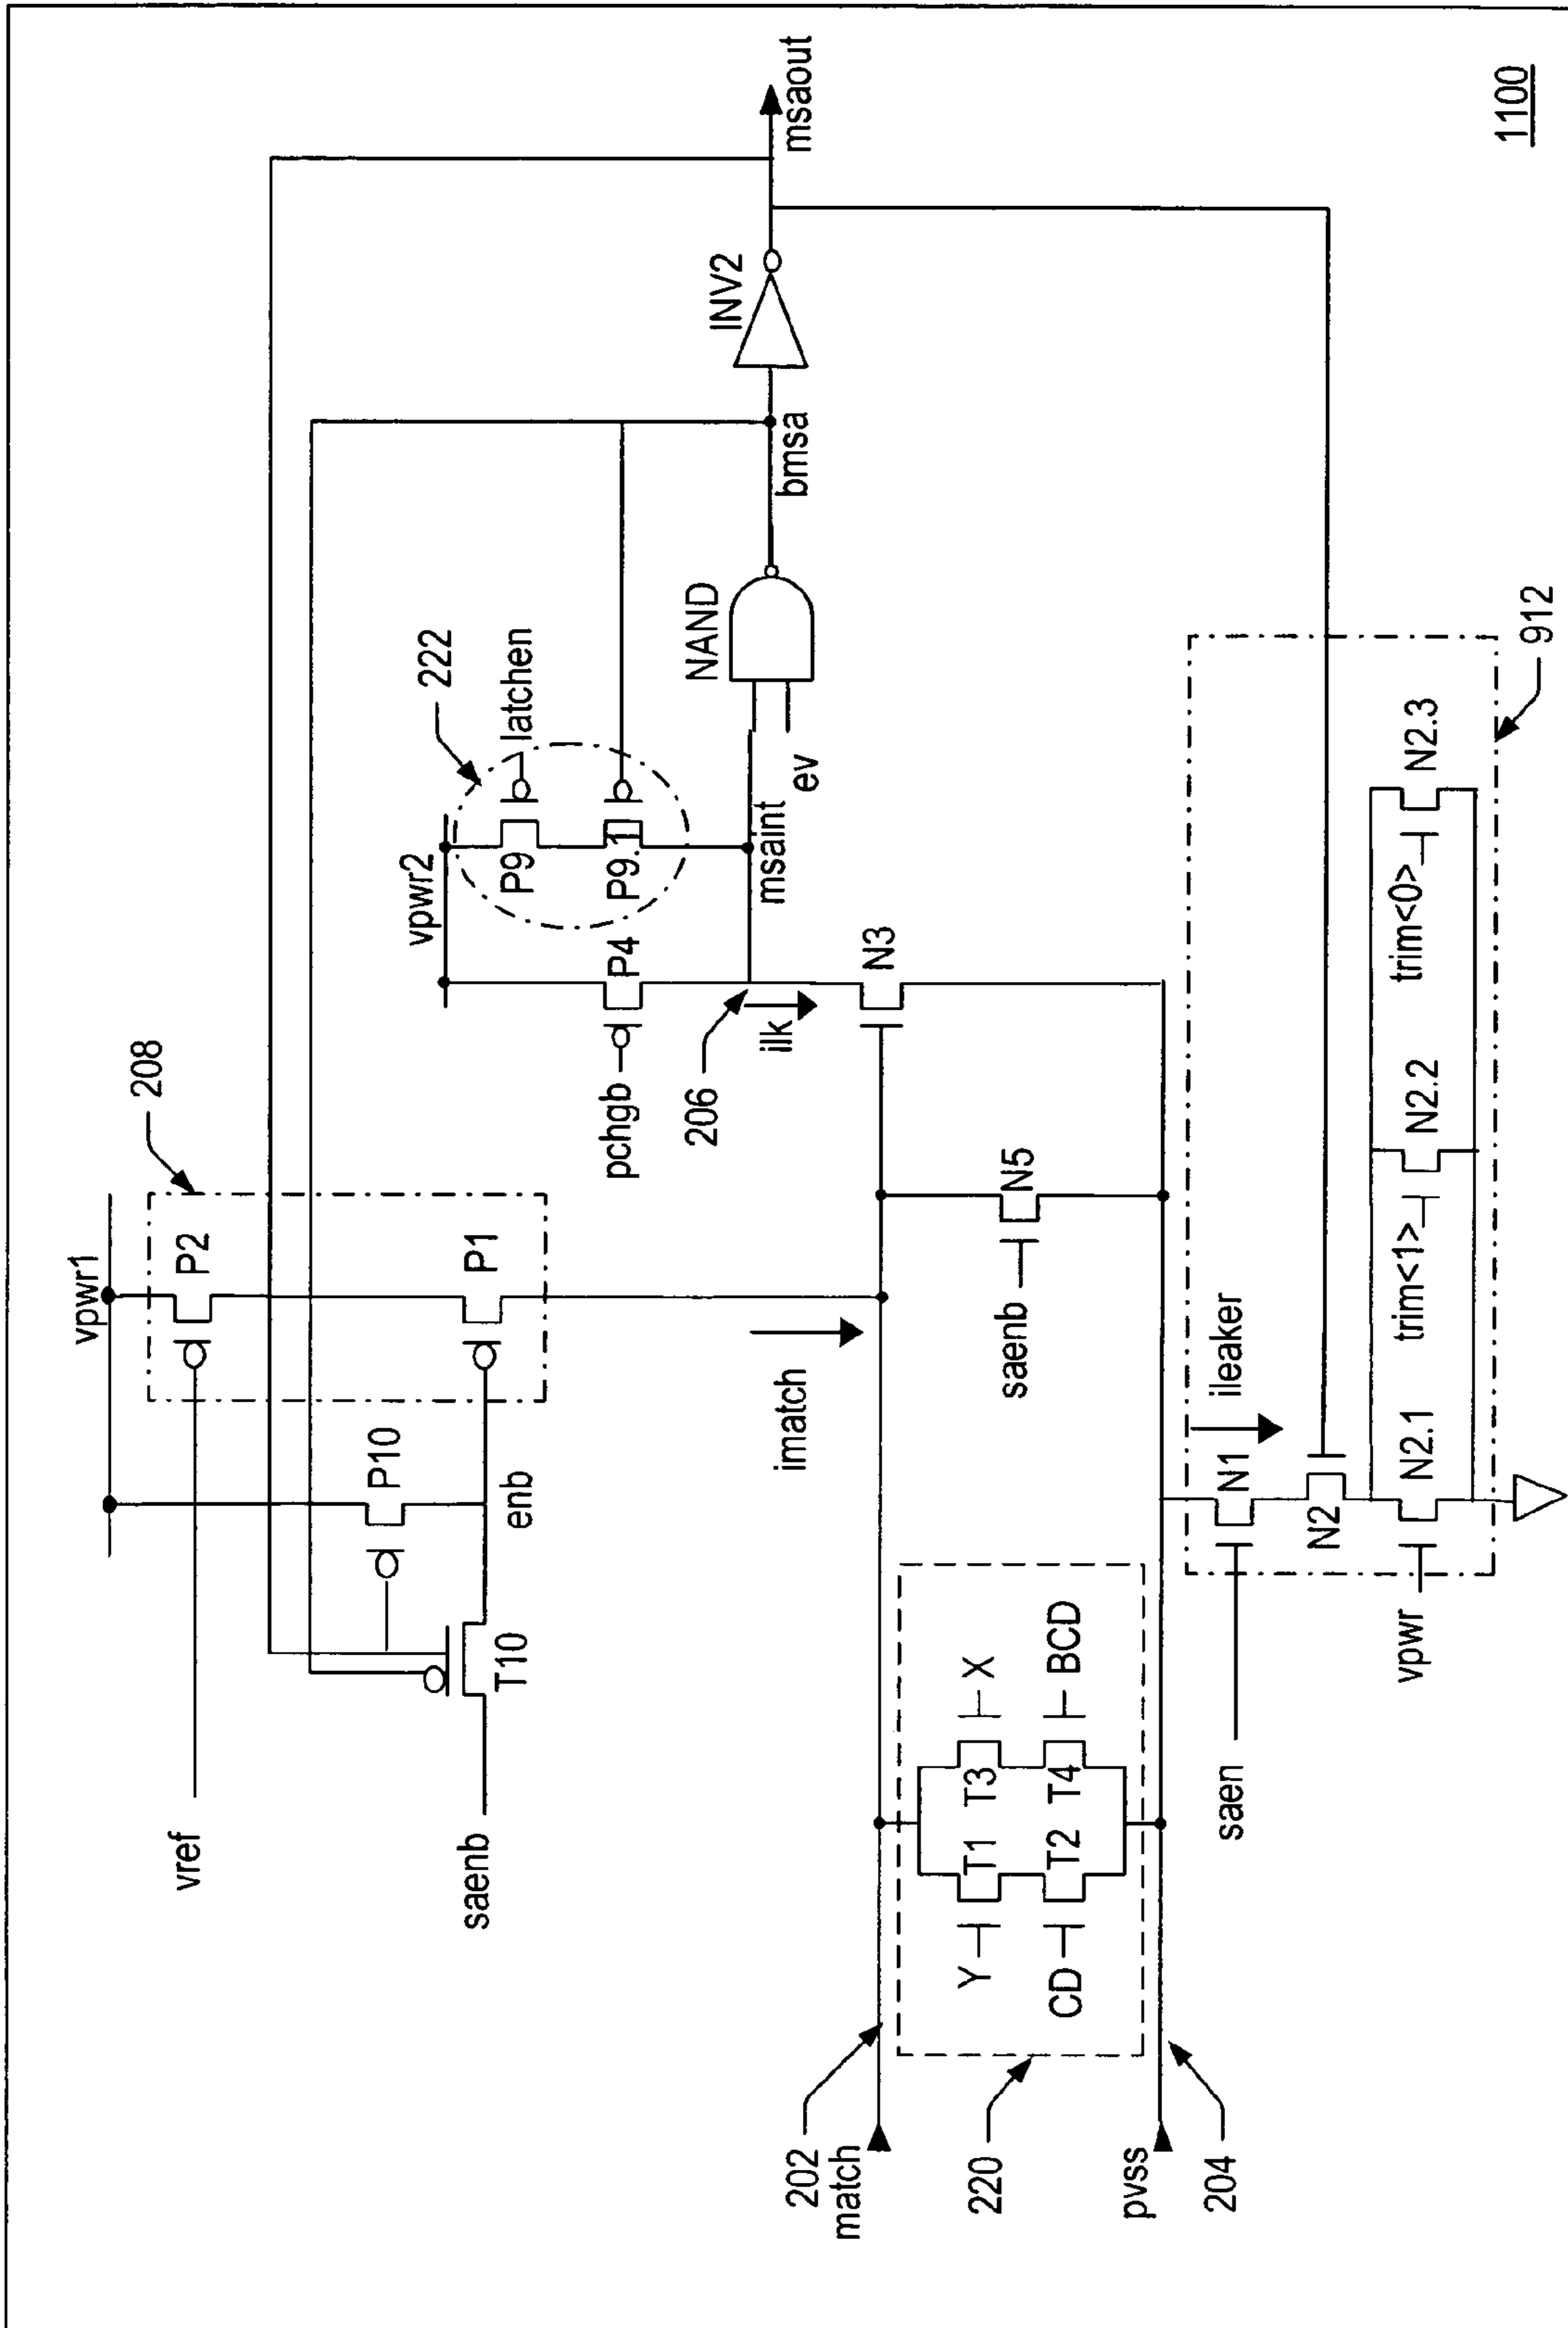 vpwr1
208
P2
P1
P10
vref
enb
saenb
T10
imatch
vpwr2
222
P4
P9
latchen
P9.1
pchgb
206
msaint
ilk
ev
NAND
bmsa
INV2
msaout
N3
saenb
N5
202
match
220
Y
T1
T3
X
CD
T2
T4
BCD
pvss
204
ileaker
saen
N1
N2
vpwr
N2.1
trim<1>
N2.2
trim<0>
N2.3
912
1100